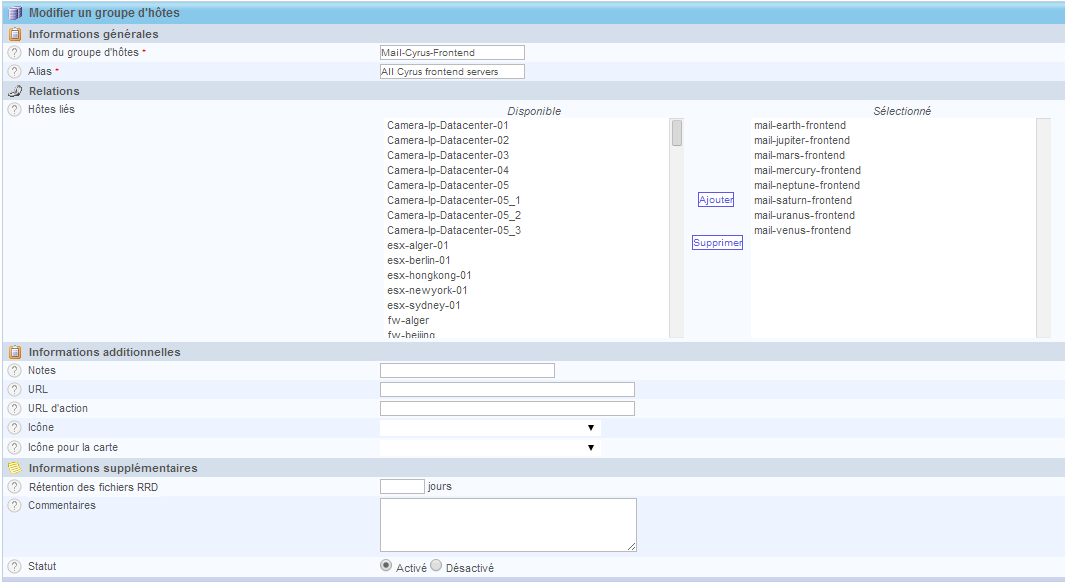 Modifier un groupe d'hôtes
Informations générales
? Nom du groupe d'hôtes * Mail-Cyrus-Frontend
? Alias * All Cyrus frontend servers
Relations
? Hôtes liés
Disponible
Camera-Ip-Datacenter-01
Camera-Ip-Datacenter-02
Camera-Ip-Datacenter-03
Camera-Ip-Datacenter-04
Camera-Ip-Datacenter-05
Camera-Ip-Datacenter-05_1
Camera-Ip-Datacenter-05_2
Camera-Ip-Datacenter-05_3
esx-alger-01
esx-berlin-01
esx-hongkong-01
esx-newyork-01
esx-sydney-01
fw-alger
fw-beijing
Ajouter
Supprimer
Sélectionné
mail-earth-frontend
mail-jupiter-frontend
mail-mars-frontend
mail-mercury-frontend
mail-neptune-frontend
mail-saturn-frontend
mail-uranus-frontend
mail-venus-frontend
Informations additionnelles
? Notes
? URL
? URL d'action
? Icône
? Icône pour la carte
Informations supplémentaires
? Rétention des fichiers RRD jours
? Commentaires
? Statut Activé Désactivé